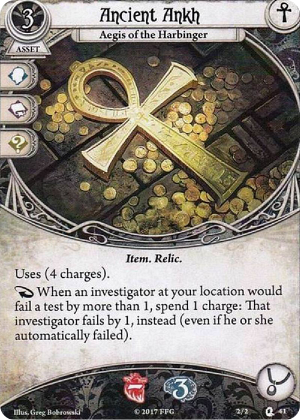 3
Ancient Ankh
Aegis of the Harbinger
ASSET
?
Item. Relic.
Uses (4 charges).
When an investigator at your location would
fail a test by more than 1, spend 1 charge: That
investigator fails by 1, instead (even if he or she
automatically failed).
3
Illus. Greg Bobrowski
© 2017 FFG
2/2
41